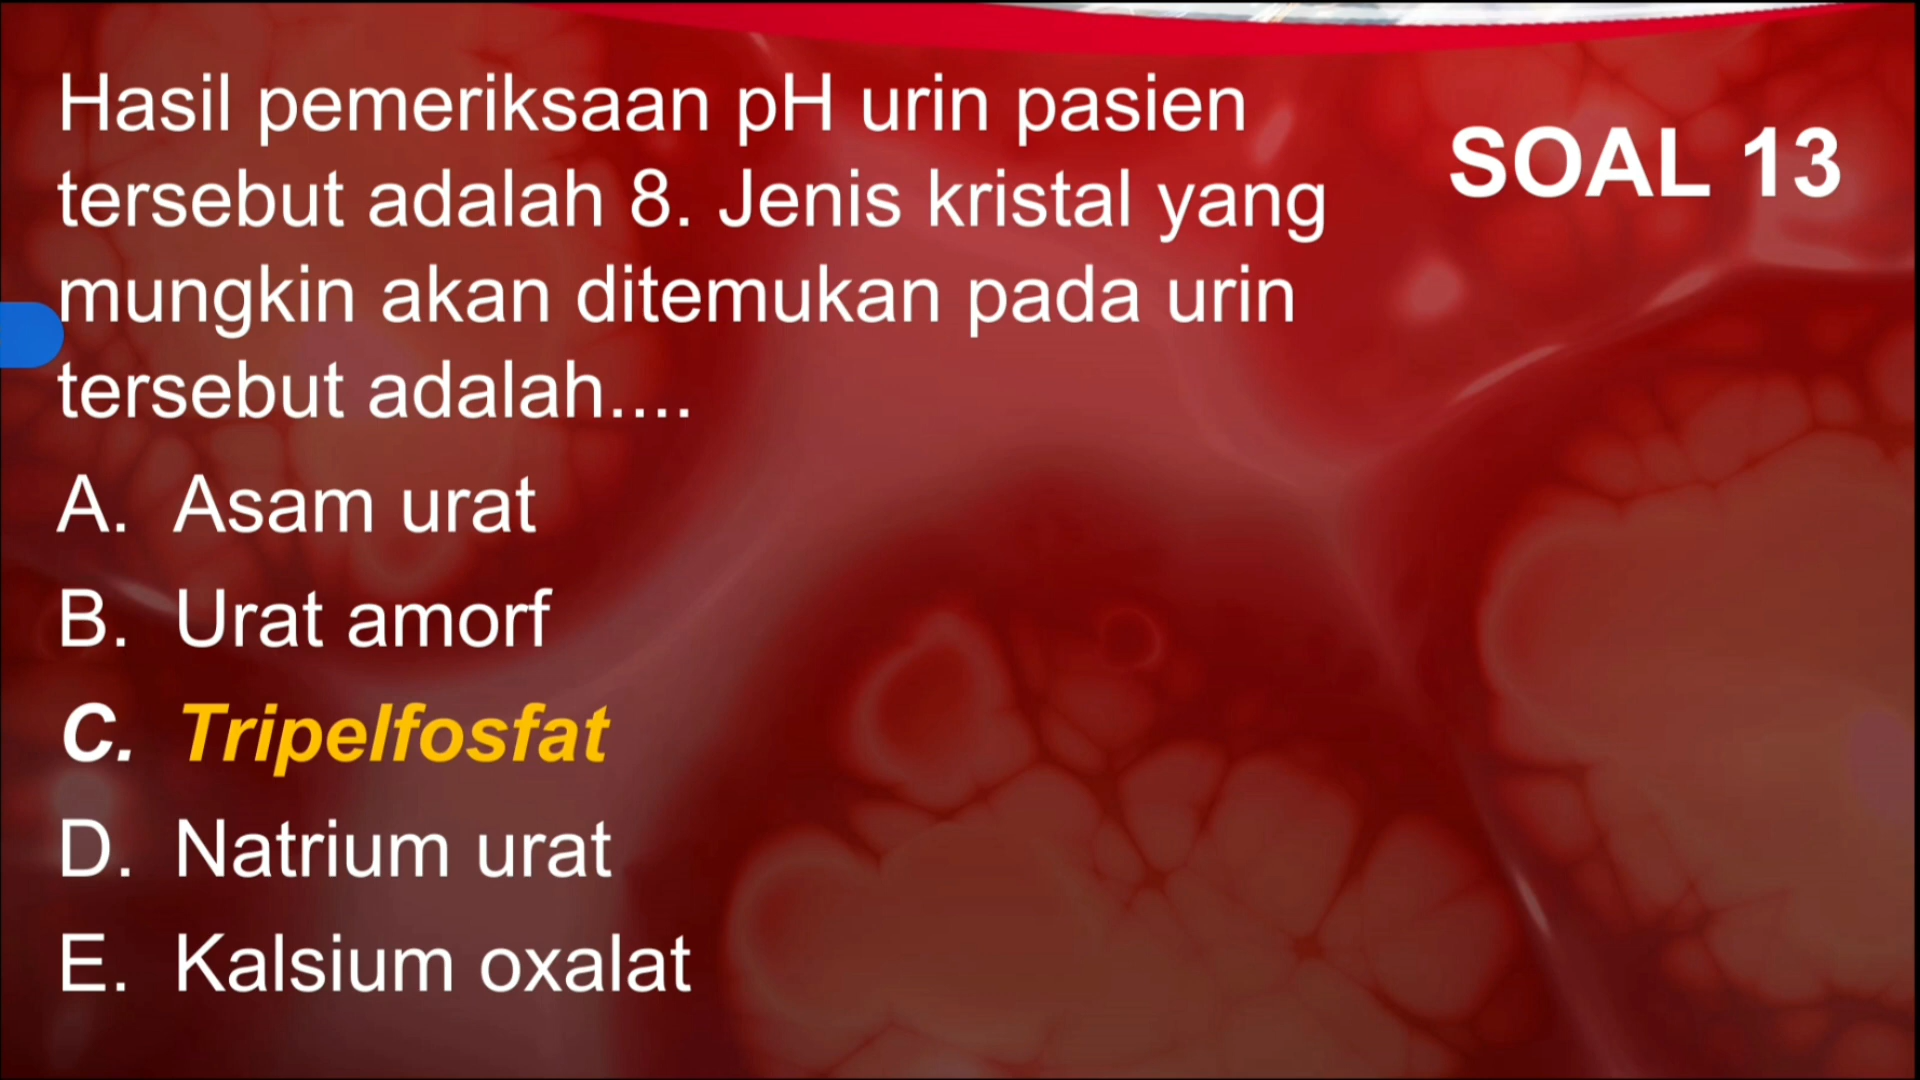 Hasil pemeriksaan pH urin pasien
tersebut adalah 8. Jenis kristal yang
mungkin akan ditemukan pada urin
tersebut adalah....
SOAL 13
A. Asam urat
B. Urat amorf
C. Tripelfosfat
D. Natrium urat
E. Kalsium oxalat